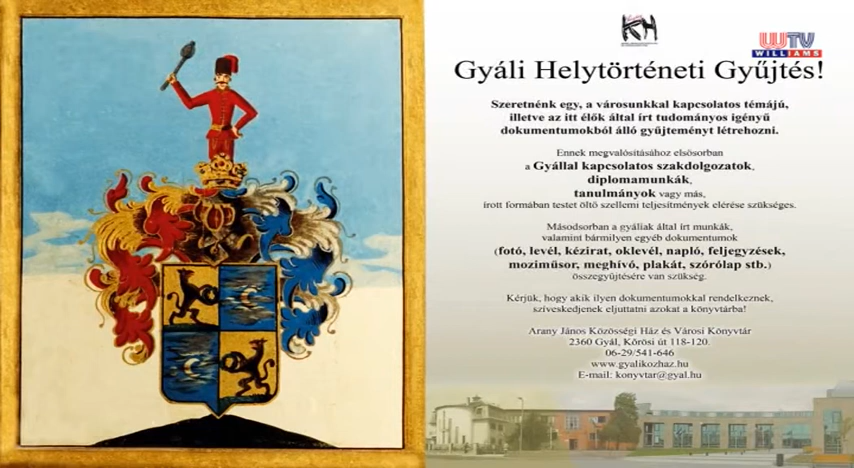 KH
WTV
WILLIAMS
Gyáli Helytörténeti Gyűjtés!
Szeretnénk egy, a városunkkal kapcsolatos témájú,
illetve az itt élők által írt tudományos igényű
dokumentumokból álló gyűjteményt létrehozni.
Ennek megvalósításához elsősorban
a Gyállal kapcsolatos szakdolgozatok,
diplomamunkák,
tanulmányok vagy más,
írott formában testet öltő szellemi teljesítmények elérése szükséges.
Másodsorban a gyáliak által írt munkák,
valamint bármilyen egyéb dokumentumok
(fotó, levél, kézirat, oklevél, napló, feljegyzések,
moziműsor, meghívó, plakát, szórólap stb.)
összegyűjtésére van szükség.
Kérjük, hogy akik ilyen dokumentumokkal rendelkeznek,
szíveskedjenek eljuttatni azokat a könyvtárba!
Arany János Közösségi Ház és Városi Könyvtár
2360 Gyál, Kőrösi út 118-120.
06-29/541-646
www.gyalikozhaz.hu
E-mail: konyvtar@gyal.hu